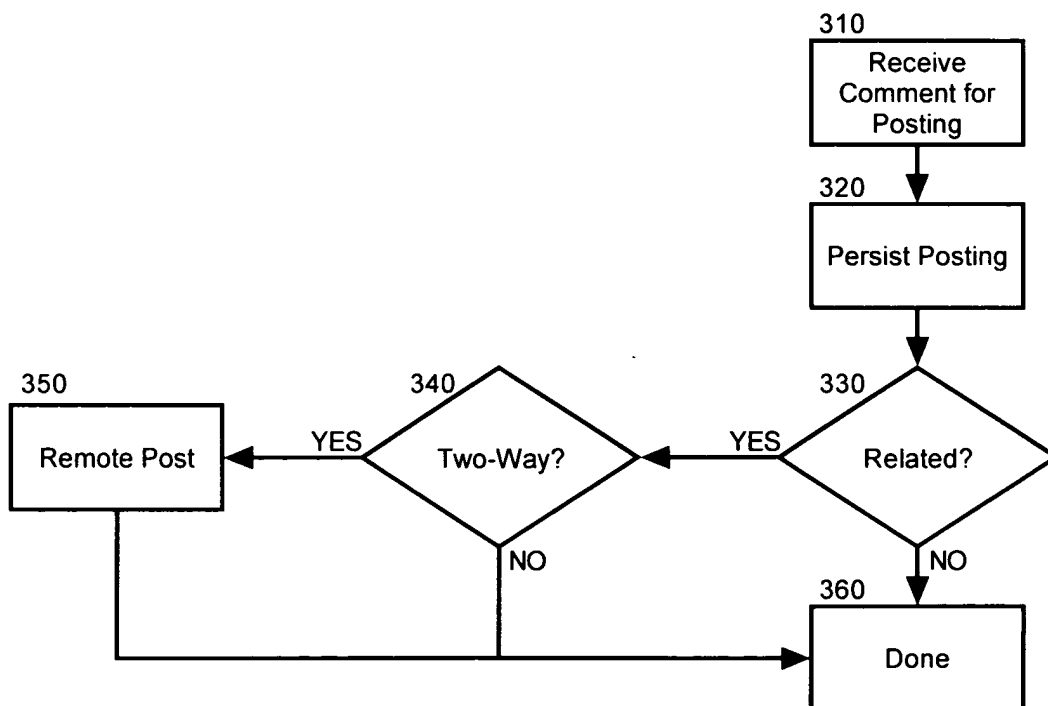 310
Receive
Comment for
Posting
320
Persist Posting
330
Related?
YES
NO
340
Two-Way?
YES
NO
350
Remote Post
360
Done